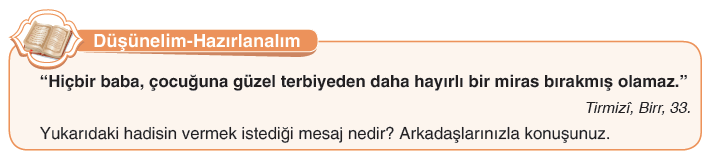 Düşünelim-Hazırlanalım
“Hiçbir baba, çocuğuna güzel terbiyeden daha hayırlı bir miras bırakmış olamaz.”
Tirmizî, Birr, 33.
Yukarıdaki hadisin vermek istediği mesaj nedir? Arkadaşlarınızla konuşunuz.